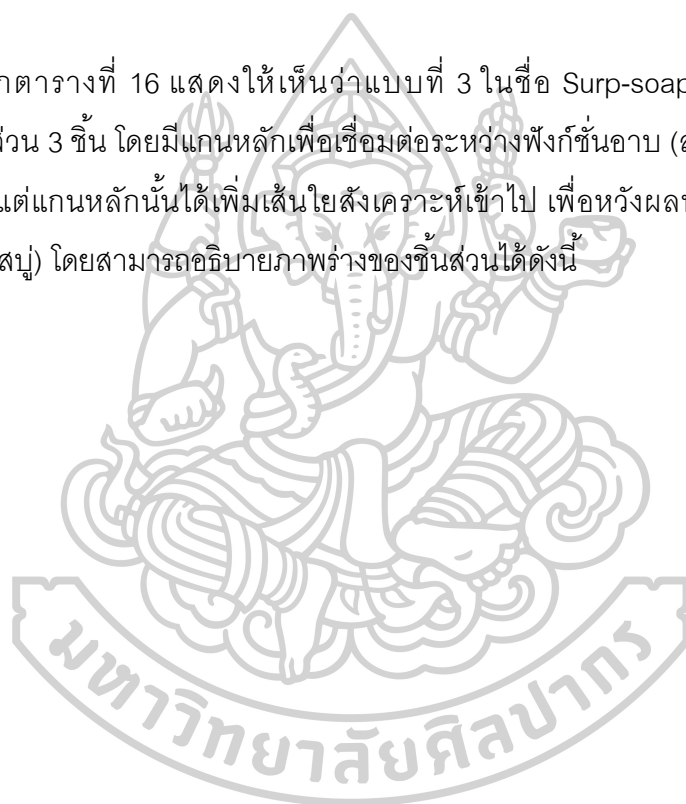 กตารางที่ 16 แสดงให้เห็นว่าแบบที่ 3 ในชื่อ Surp-soap
ส่วน 3 ชิ้น โดยมีแกนหลักเพื่อเชื่อมต่อระหว่างฟังก์ชั่นอาบ
แต่แกนหลักนั้นได้เพิ่มเส้นใยสังเคราะห์เข้าไป เพื่อหวังผล
สบู่) โดยสามารถอธิบายภาพร่างของชิ้นส่วนได้ดังนี้
มหาวิทยาลัยศิลปากร